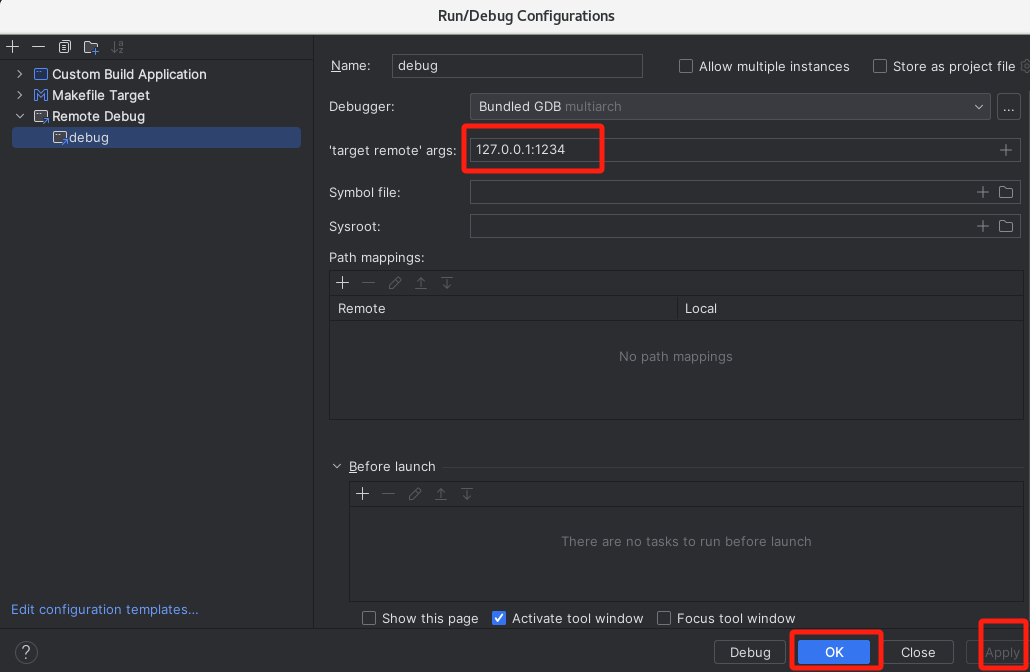 Run/Debug Configurations
Custom Build Application
Makefile Target
Remote Debug
debug
Name: debug
Allow multiple instances
Store as project file
Debugger: Bundled GDB multiarch
...
'target remote' args: 127.0.0.1:1234
Symbol file:
Sysroot:
Path mappings:
Remote Local
No path mappings
Before launch
There are no tasks to run before launch
Show this page Activate tool window Focus tool window
Edit configuration templates...
? Debug OK Close Apply